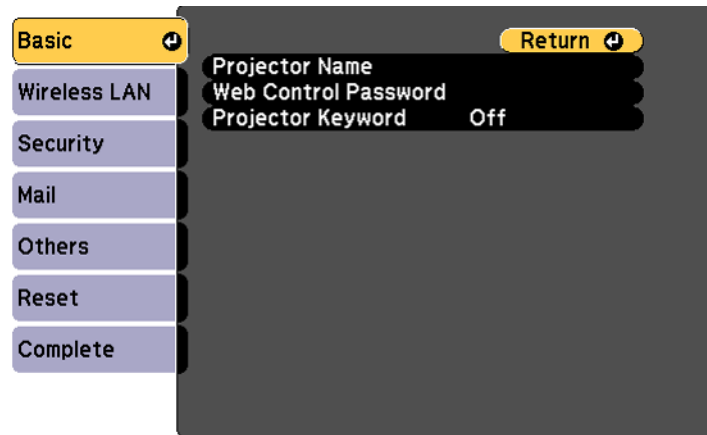 Basic
Wireless LAN
Security
Mail
Others
Reset
Complete
Return
Projector Name
Web Control Password
Projector Keyword Off